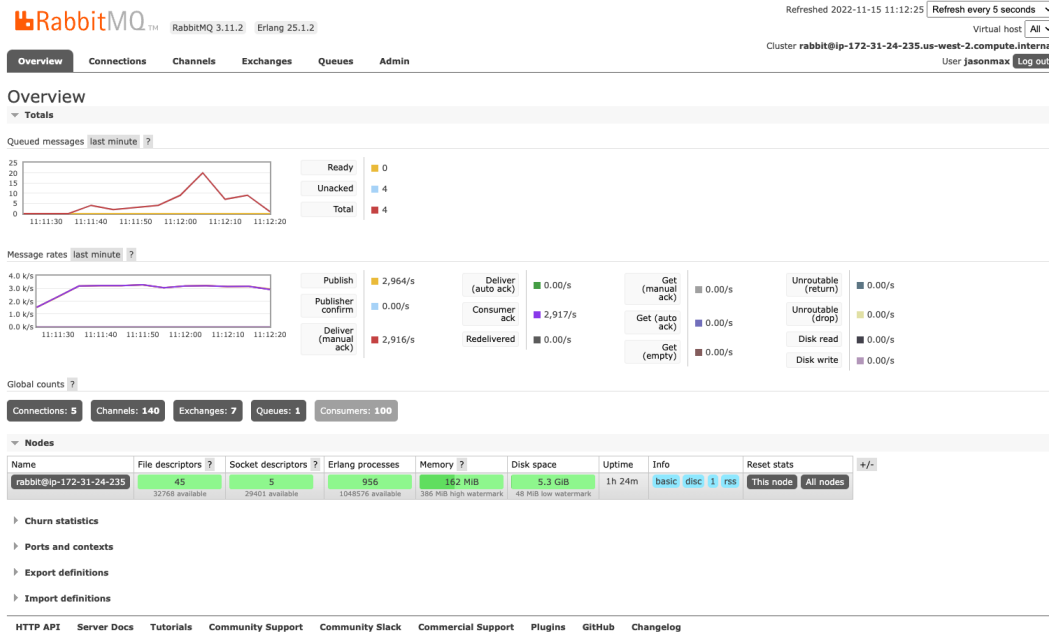 RabbitMQ TM RabbitMQ 3.11.2 Erlang 25.1.2
Refreshed 2022-11-15 11:12:25 Refresh every 5 seconds
Virtual host All
Cluster rabbit@ip-172-31-24-235.us-west-2.compute.interna
User jasonmax Log out
Overview Connections Channels Exchanges Queues Admin
Overview
Totals
Queued messages last minute ?
25
20
15
10
5
0
11:11:30 11:11:40 11:11:50 11:12:00 11:12:10 11:12:20
Ready 0
Unacked 4
Total 4
Message rates last minute ?
4.0 k/s
3.0 k/s
2.0 k/s
1.0 k/s
0.0 k/s
11:11:30 11:11:40 11:11:50 11:12:00 11:12:10 11:12:20
Publish 2,964/s
Publisher
confirm 0.00/s
Deliver
(manual
ack) 2,916/s
Deliver
(auto ack) 0.00/s
Consumer
ack 2,917/s
Redelivered 0.00/s
Get
(manual
ack) 0.00/s
Get (auto
ack) 0.00/s
Get
(empty) 0.00/s
Unroutable
(return) 0.00/s
Unroutable
(drop) 0.00/s
Disk read 0.00/s
Disk write 0.00/s
Global counts ?
Connections: 5 Channels: 140 Exchanges: 7 Queues: 1 Consumers: 100
Nodes
Name File descriptors ? Socket descriptors ? Erlang processes Memory ? Disk space Uptime Info Reset stats +/-
rabbit@ip-172-31-24-235 45 5 956 162 MiB 5.3 GiB 1h 24m basic disc 1 rss This node All nodes
32768 available 29401 available 1048576 available 386 MiB high watermark 48 MiB low watermark
Churn statistics
Ports and contexts
Export definitions
Import definitions
HTTP API Server Docs Tutorials Community Support Community Slack Commercial Support Plugins GitHub Changelog